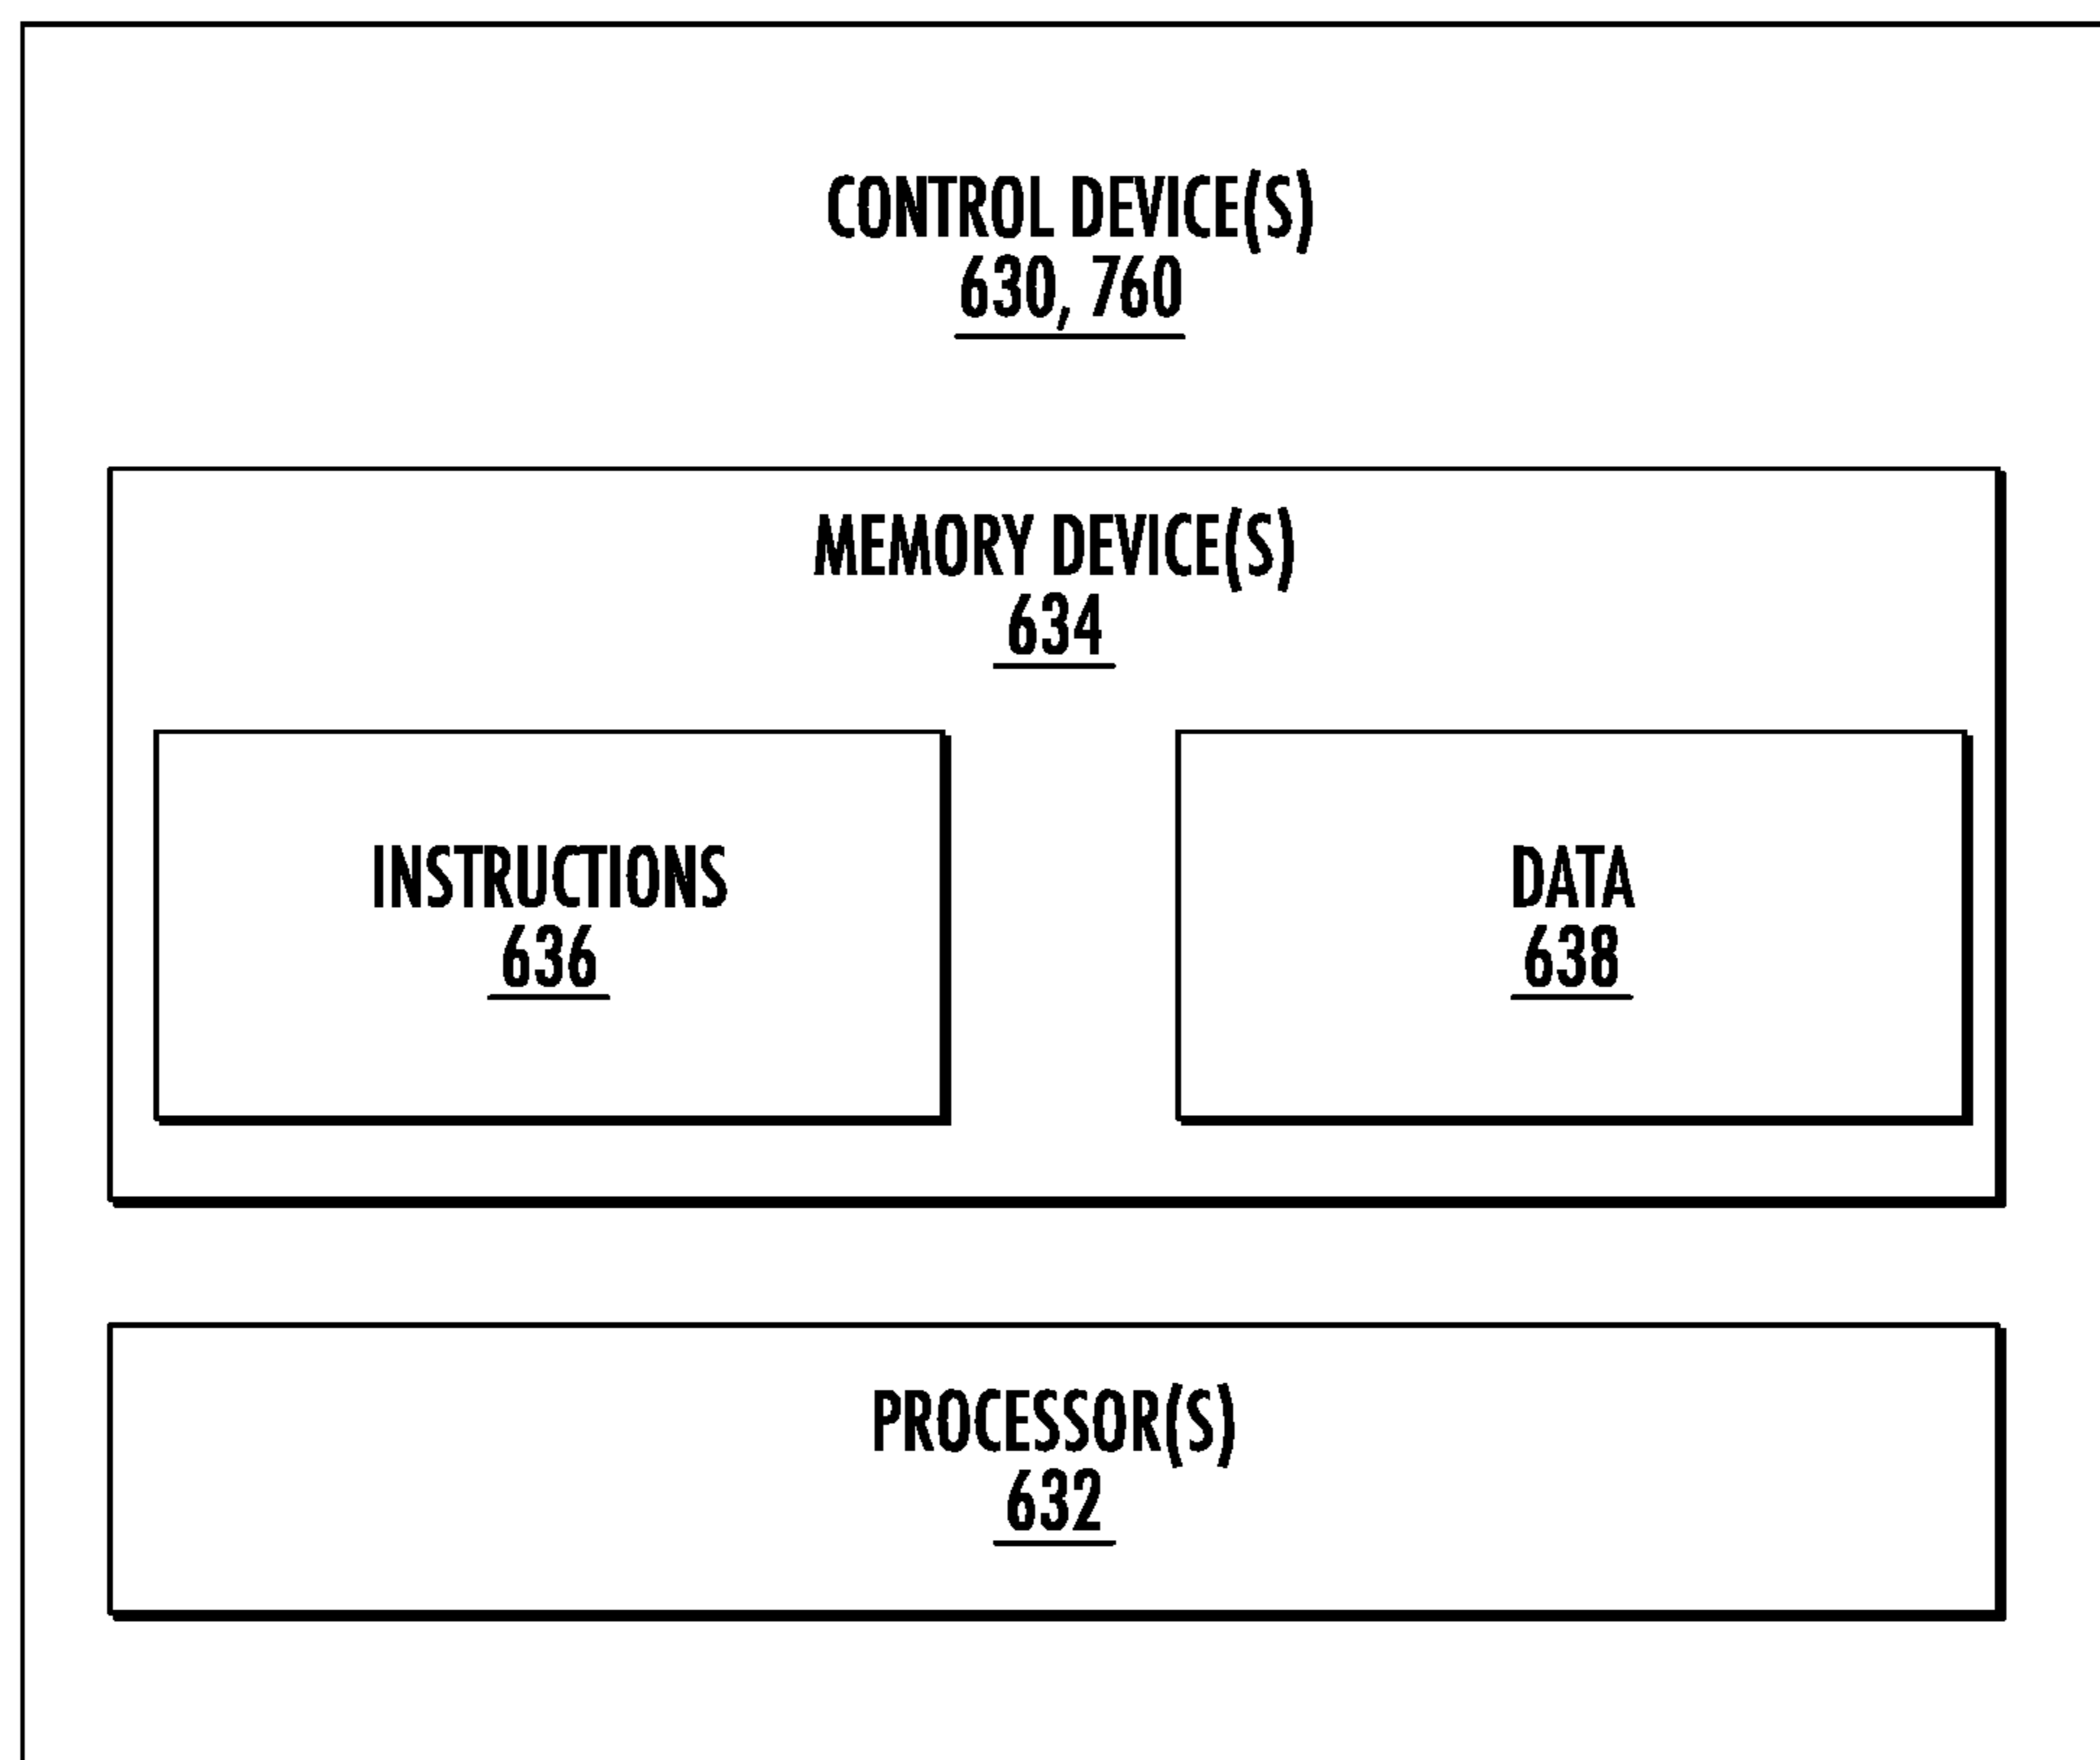 CONTROL DEVICE(S)
630, 760
MEMORY DEVICE(S)
634
INSTRUCTIONS
636
DATA
638
PROCESSOR(S)
632